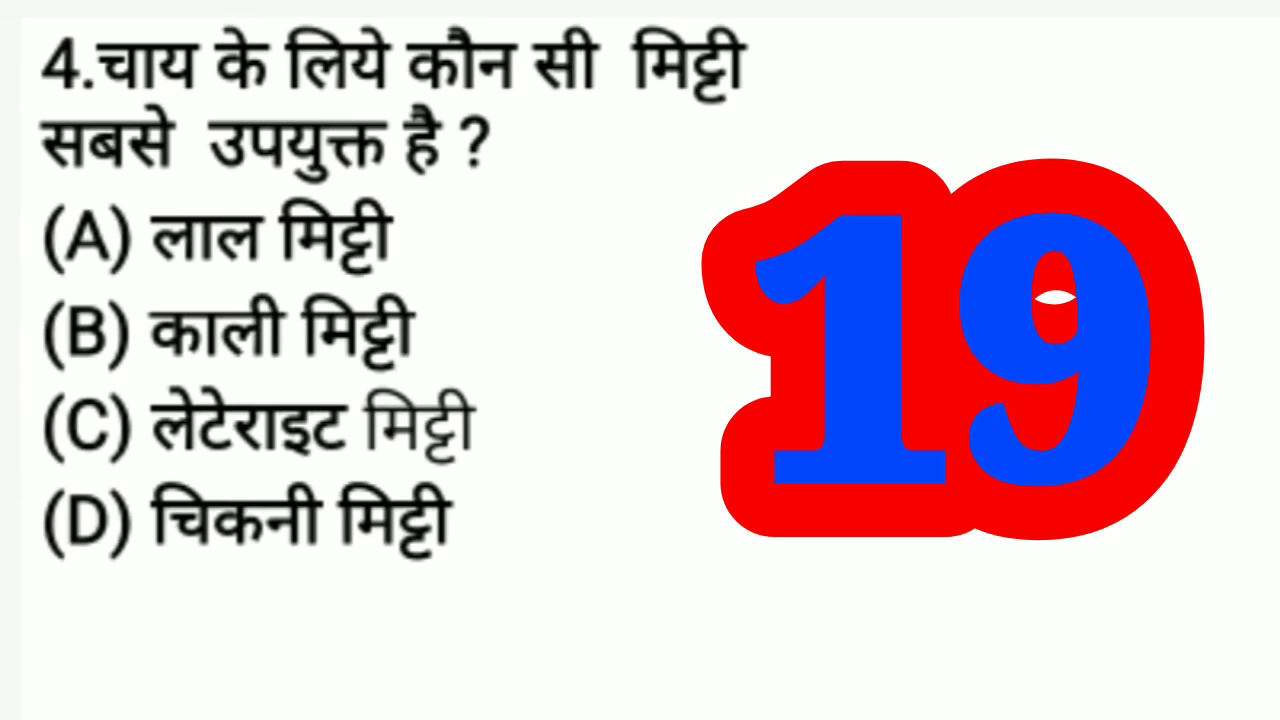 4.चाय के लिये कौन सी मिट्टी
सबसे उपयुक्त है ?
(A) लाल मिट्टी
(B) काली मिट्टी
(C) लेटेराइट मिट्टी
(D) चिकनी मिट्टी
19